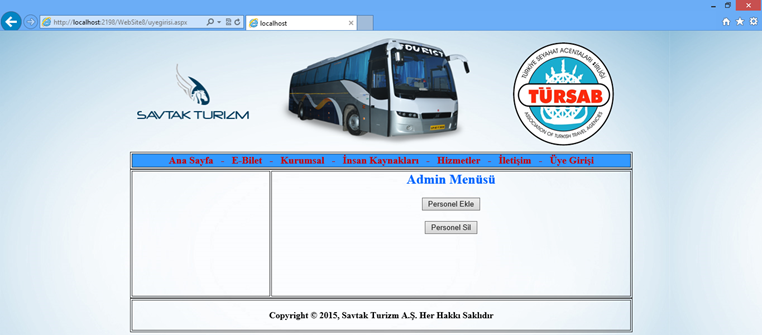 http://localhost:2198/WebSite8/uyegirisi.aspx
localhost
TOURIST
SAVTAK TURIZM
TÜRKİYE SEYAHAT ACENTALARI BİRLİĞİ
TÜRSAB
ASSOCIATION OF TURKISH TRAVEL AGENCIES
Ana Sayfa - E-Bilet - Kurumsal - İnsan Kaynakları - Hizmetler - İletişim - Üye Girişi
Admin Menüsü
Personel Ekle
Personel Sil
Copyright © 2015, Savtak Turizm A.Ş. Her Hakkı Saklıdır